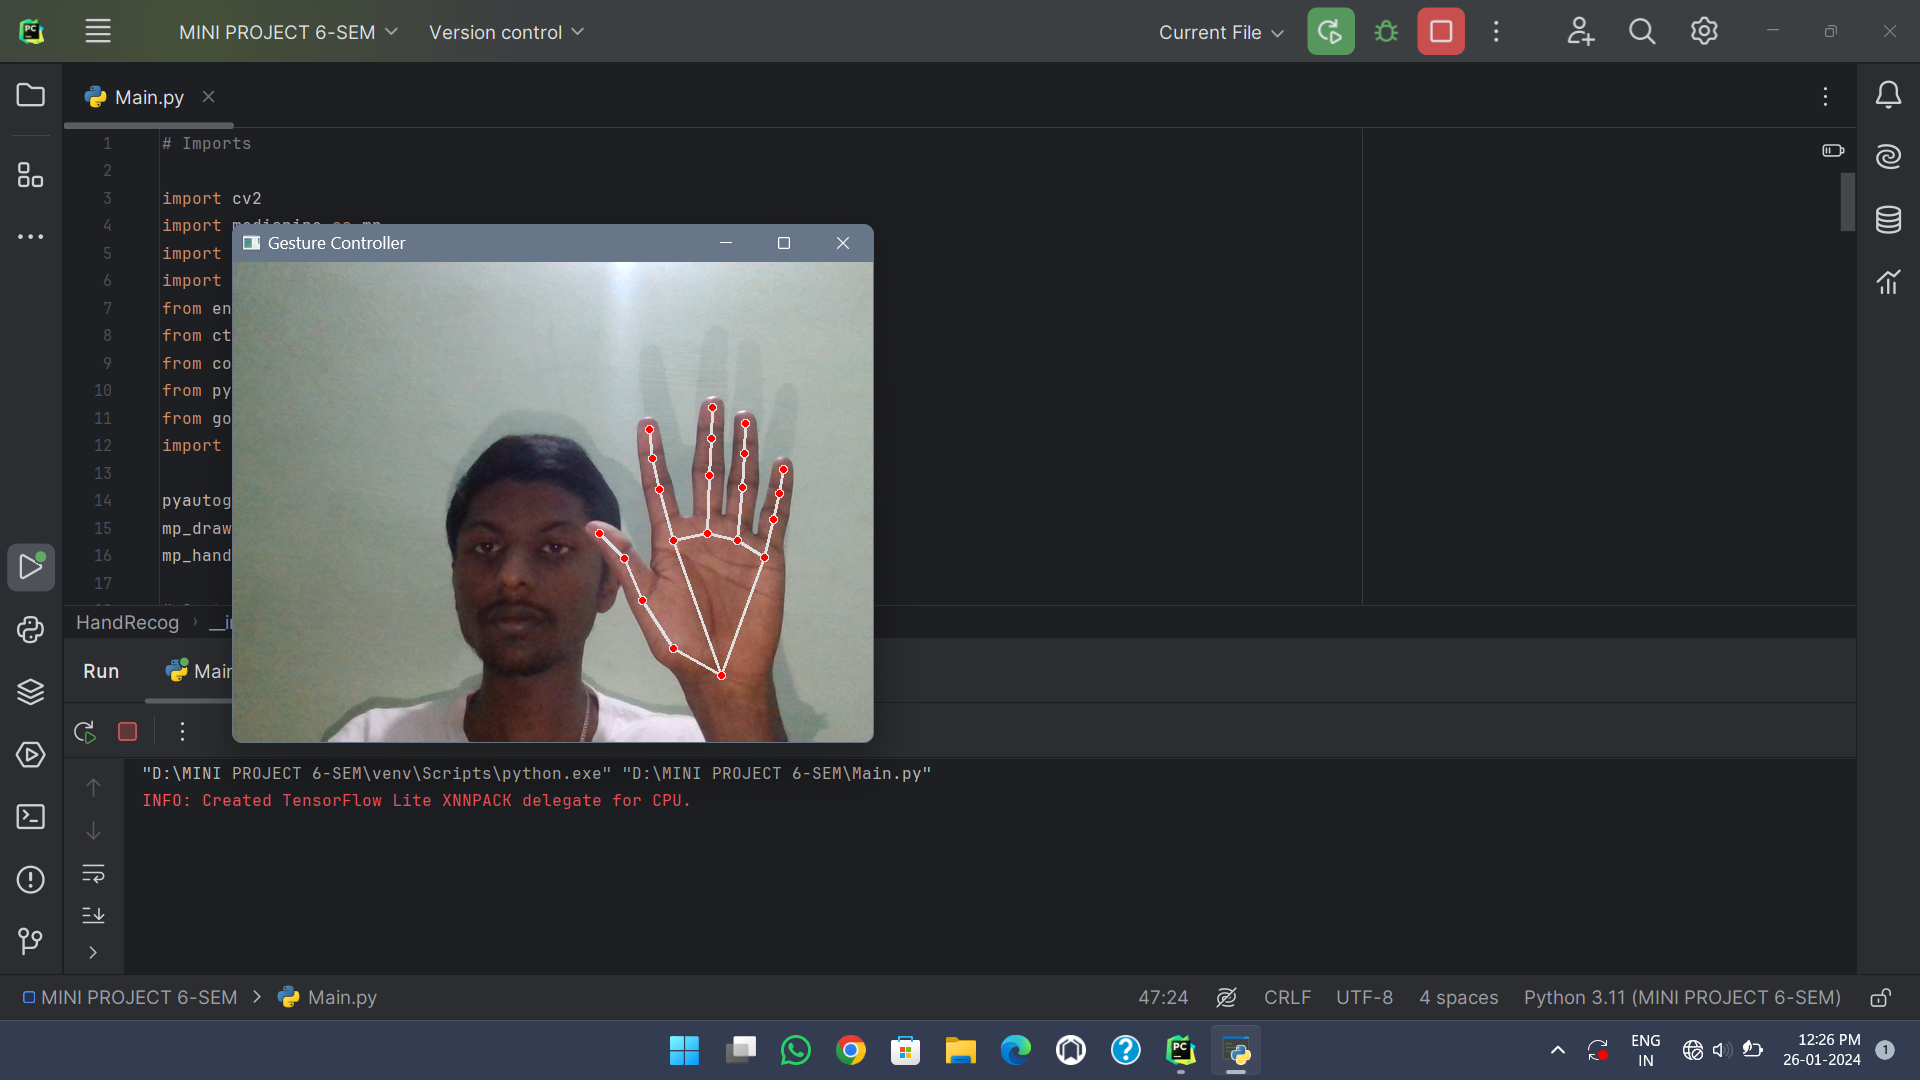 MINI PROJECT 6-SEM
Version control
Current File
Main.py
1 # Imports
2
3 import cv2
4 import mediapipe as mp
5 import
6 import
7 from en
8 from ct
9 from co
10 from py
11 from go
12 import
13
14 pyautog
15 mp_draw
16 mp_hand
17
Gesture Controller
HandRecog › __i
Run
Main
"D:\MINI PROJECT 6-SEM\venv\Scripts\python.exe" "D:\MINI PROJECT 6-SEM\Main.py"
INFO: Created TensorFlow Lite XNNPACK delegate for CPU.
MINI PROJECT 6-SEM > Main.py
47:24
CRLF
UTF-8
4 spaces
Python 3.11 (MINI PROJECT 6-SEM)
PC
ENG
IN
12:26 PM
26-01-2024
1